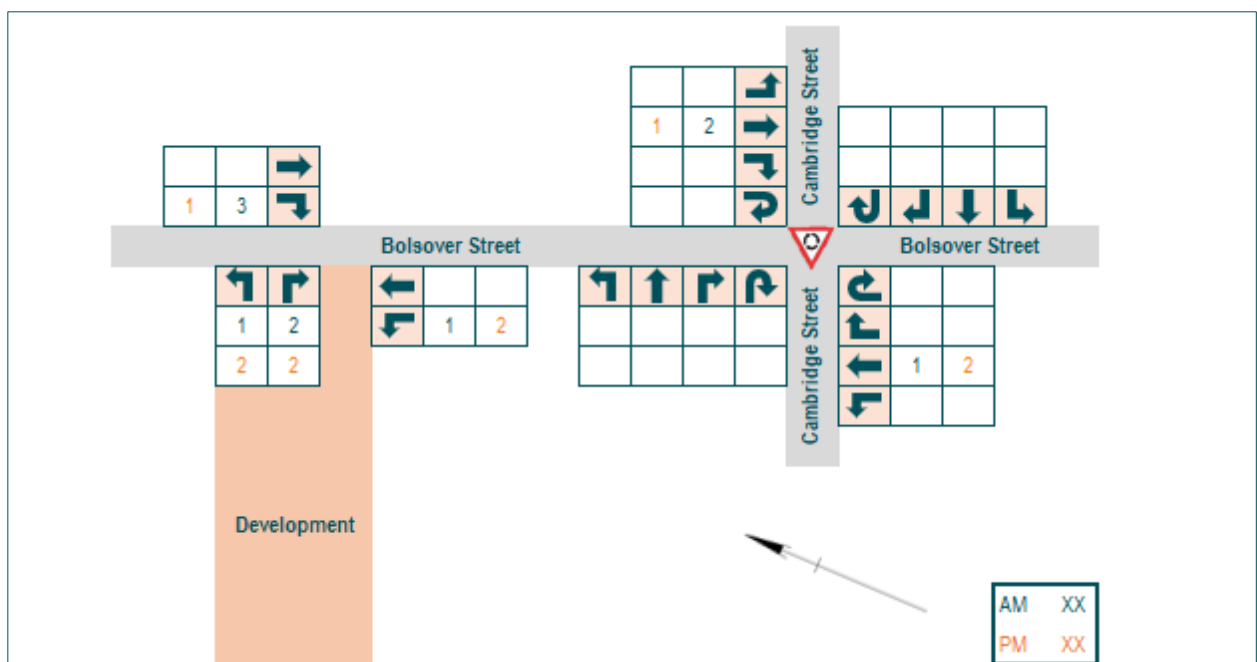 Cambridge Street
1 2
1 3
Bolsover Street
Bolsover Street
1 2
2 2
1 2
1 2
Cambridge Street
Development
AM XX
PM XX